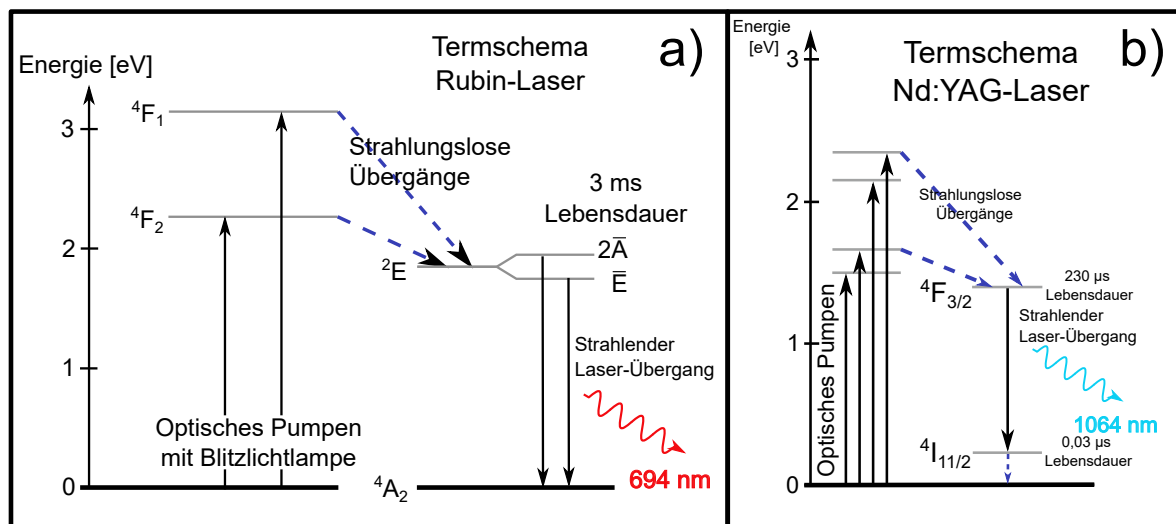 Termschema
Rubin-Laser
a)
Energie [eV]
3
2
1
0
⁴F₁
⁴F₂
Strahlungslose
Übergänge
3 ms
Lebensdauer
²E
2A̅
E̅
Strahlender
Laser-Übergang
Optisches Pumpen
mit Blitzlichtlampe
⁴A₂
694 nm
Termschema
Nd:YAG-Laser
b)
Energie
[eV]
3
2
1
0
Strahlungslose
Übergänge
⁴F₃/₂
230 µs
Lebensdauer
Strahlender
Laser-Übergang
Optisches Pumpen
1064 nm
⁴I₁₁/₂
0,03 µs
Lebensdauer